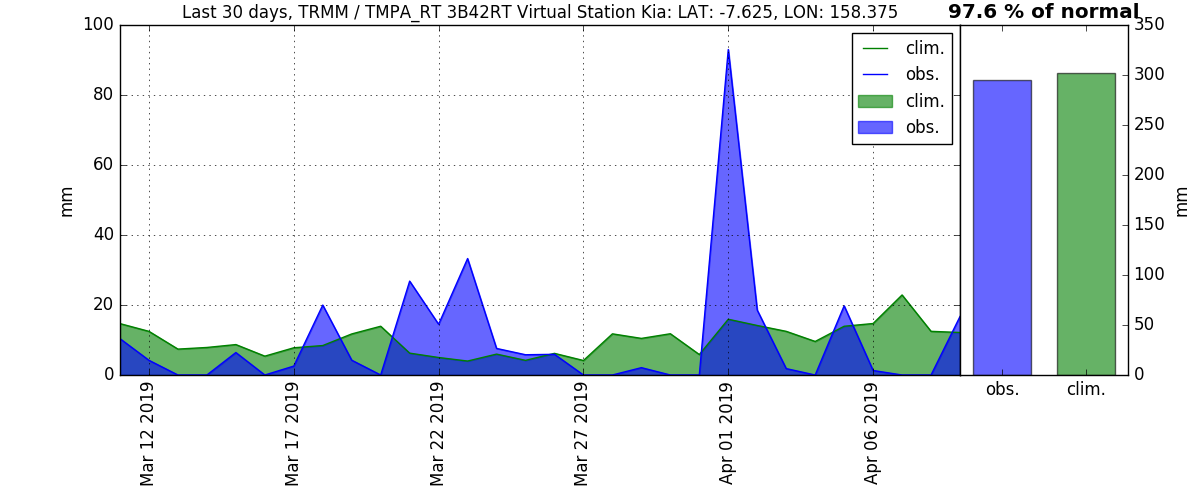 Last 30 days, TRMM / TMPA_RT 3B42RT Virtual Station Kia: LAT: -7.625, LON: 158.375
97.6 % of normal
100
80
60
40
20
0
mm
clim.
obs.
clim.
obs.
350
300
250
200
150
100
50
0
mm
Mar 12 2019
Mar 17 2019
Mar 22 2019
Mar 27 2019
Apr 01 2019
Apr 06 2019
obs.
clim.